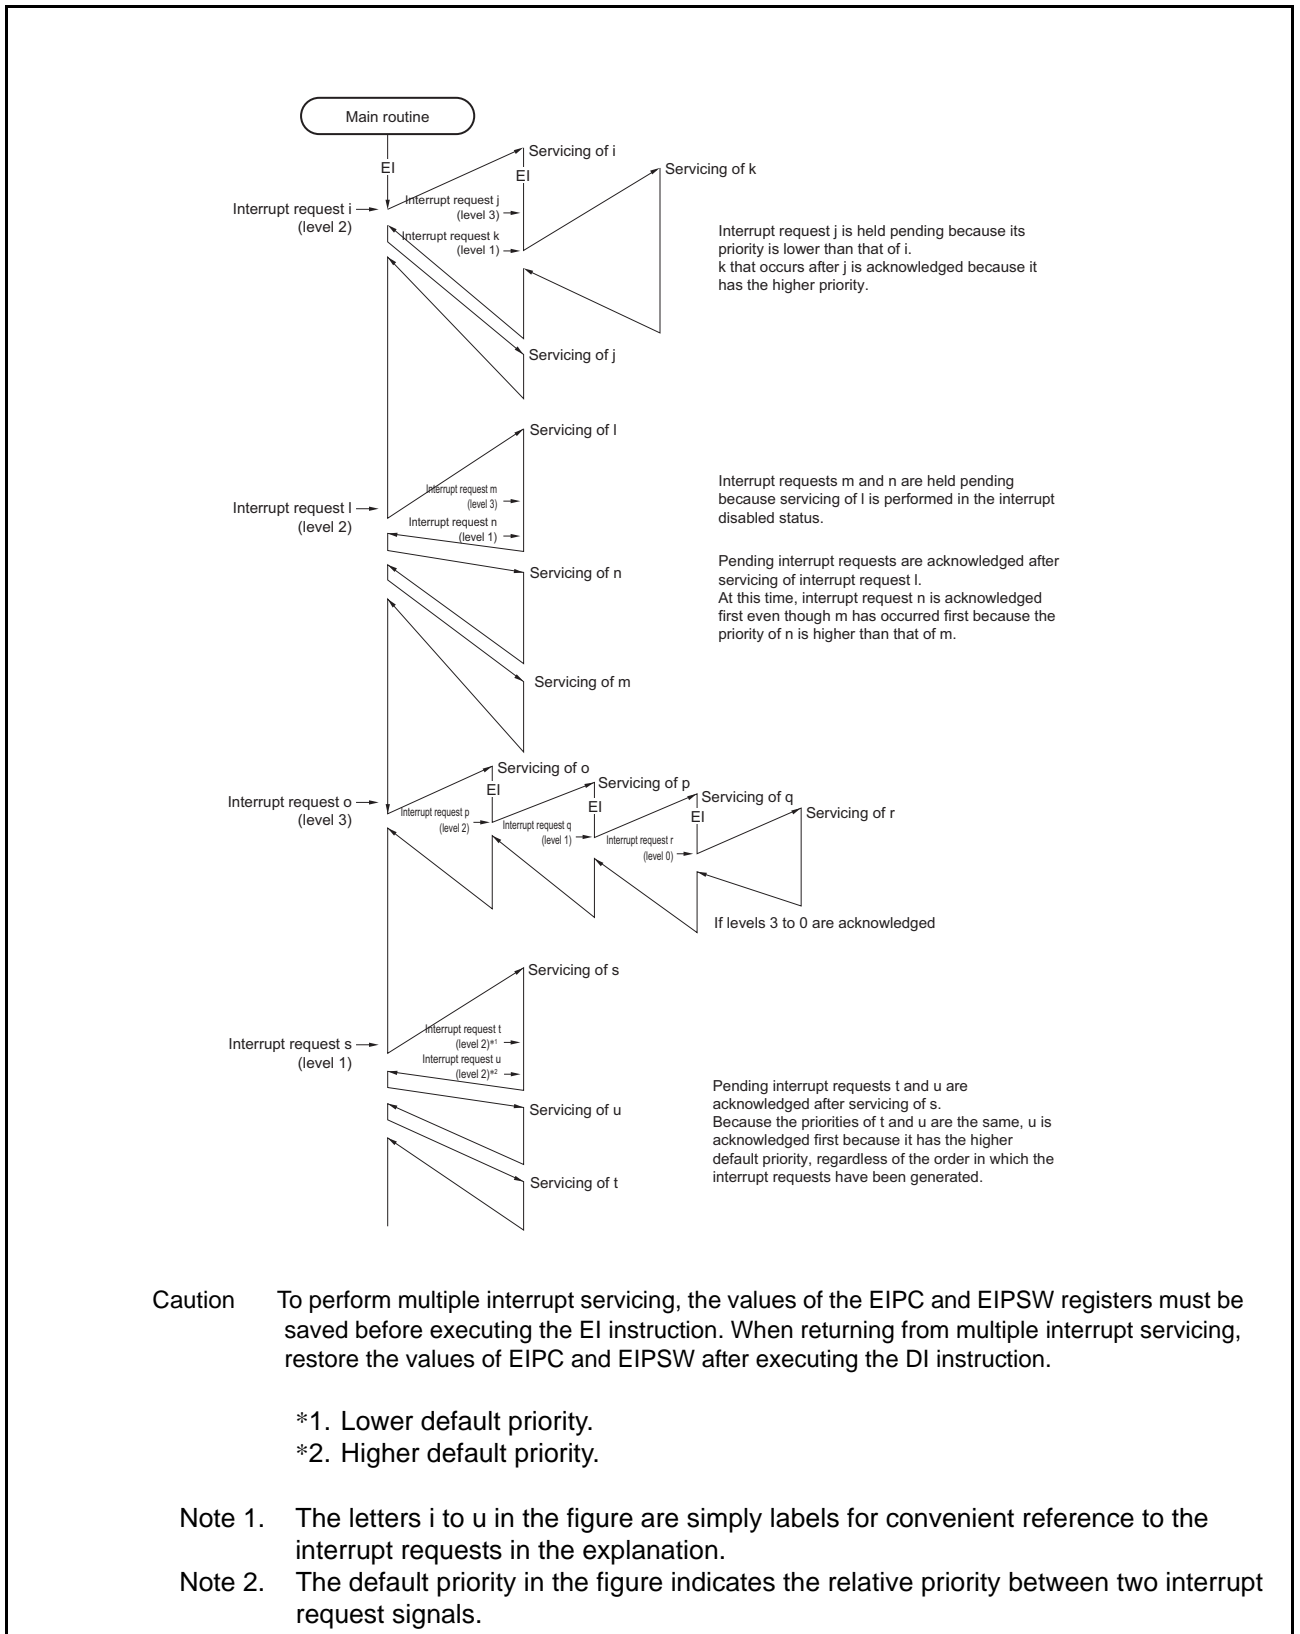 Main routine
EI
Servicing of i
EI
Servicing of k
Interrupt request i
(level 2)
Interrupt request j
(level 3)
Interrupt request k
(level 1)
Interrupt request j is held pending because its
priority is lower than that of i.
k that occurs after j is acknowledged because it
has the higher priority.
Servicing of j
Servicing of l
Interrupt request l
(level 2)
Interrupt request m
(level 3)
Interrupt request n
(level 1)
Interrupt requests m and n are held pending
because servicing of l is performed in the interrupt
disabled status.
Pending interrupt requests are acknowledged after
servicing of interrupt request l.
At this time, interrupt request n is acknowledged
first even though m has occurred first because the
priority of n is higher than that of m.
Servicing of n
Servicing of m
Servicing of o
EI
Servicing of p
EI
Servicing of q
EI
Servicing of r
Interrupt request o
(level 3)
Interrupt request p
(level 2)
Interrupt request q
(level 1)
Interrupt request r
(level 0)
If levels 3 to 0 are acknowledged
Servicing of s
Interrupt request s
(level 1)
Interrupt request t
(level 2)*1
Interrupt request u
(level 2)*2
Pending interrupt requests t and u are
acknowledged after servicing of s.
Because the priorities of t and u are the same, u is
acknowledged first because it has the higher
default priority, regardless of the order in which the
interrupt requests have been generated.
Servicing of u
Servicing of t
Caution To perform multiple interrupt servicing, the values of the EIPC and EIPSW registers must be
saved before executing the EI instruction. When returning from multiple interrupt servicing,
restore the values of EIPC and EIPSW after executing the DI instruction.
*1. Lower default priority.
*2. Higher default priority.
Note 1. The letters i to u in the figure are simply labels for convenient reference to the
interrupt requests in the explanation.
Note 2. The default priority in the figure indicates the relative priority between two interrupt
request signals.